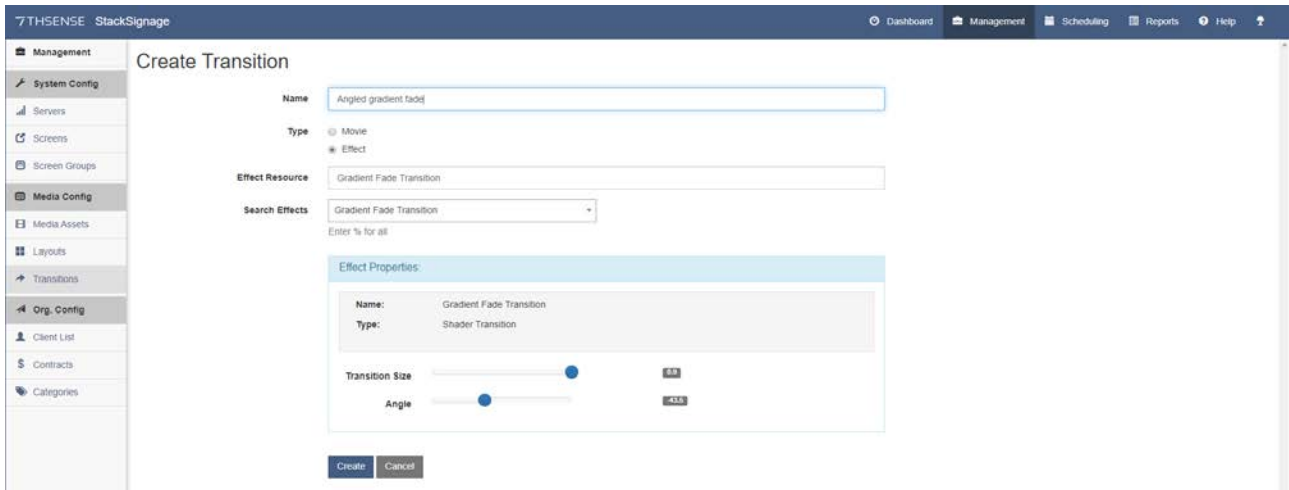 7THSENSE StackSignage
Dashboard Management Scheduling Reports Help
Management
System Config
Servers
Screens
Screen Groups
Media Config
Media Assets
Layouts
Transitions
Org. Config
Client List
Contracts
Categories
Create Transition
Name Angled gradient fade
Type Movie
Effect
Effect Resource Gradient Fade Transition
Search Effects Gradient Fade Transition
Enter % for all
Effect Properties:
Name: Gradient Fade Transition
Type: Shader Transition
Transition Size 0.9
Angle -43.5
Create Cancel